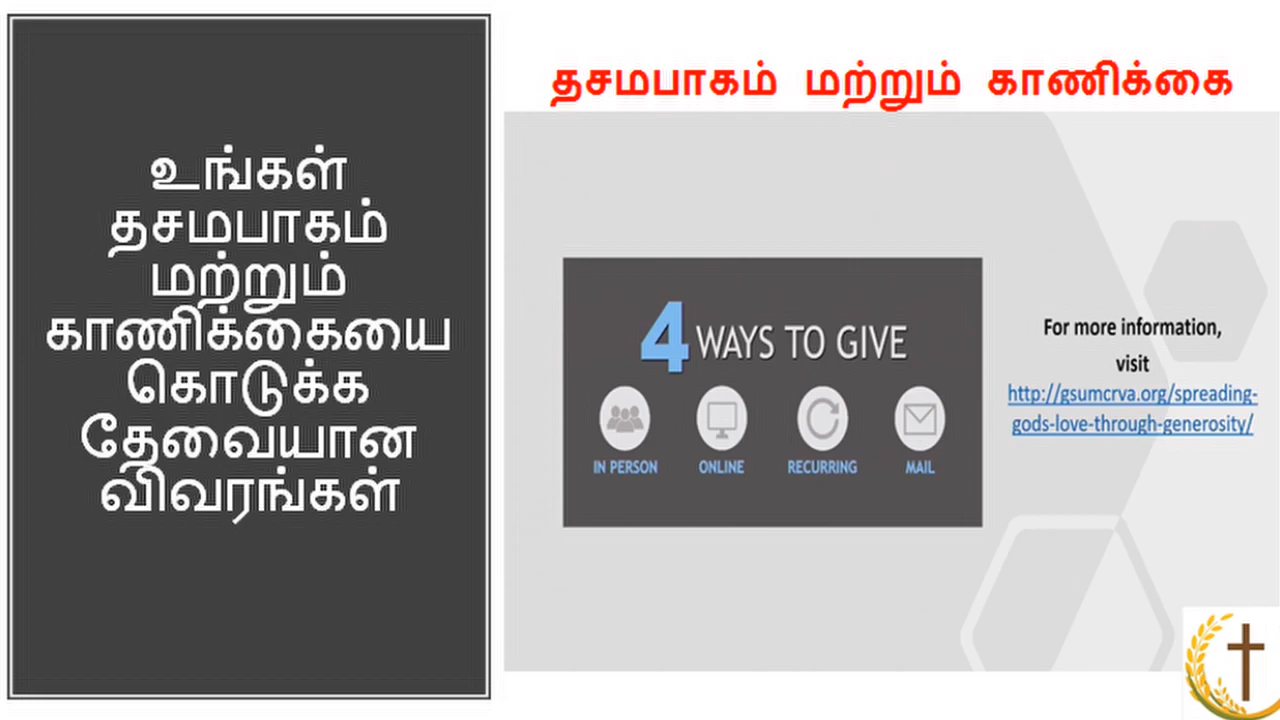 உங்கள்
தசமபாகம்
மற்றும்
காணிக்கையை
கொடுக்க
தேவையான
விவரங்கள்
தசமபாகம் மற்றும் காணிக்கை
4 WAYS TO GIVE
IN PERSON ONLINE RECURRING MAIL
For more information,
visit
http://gsumcrva.org/spreading-
gods-love-through-generosity/